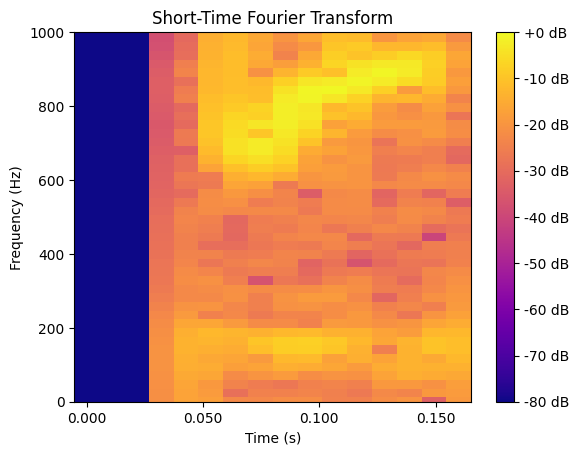 Short-Time Fourier Transform
1000
800
600
400
200
0
Frequency (Hz)
0.000
0.050
0.100
0.150
Time (s)
+0 dB
-10 dB
-20 dB
-30 dB
-40 dB
-50 dB
-60 dB
-70 dB
-80 dB